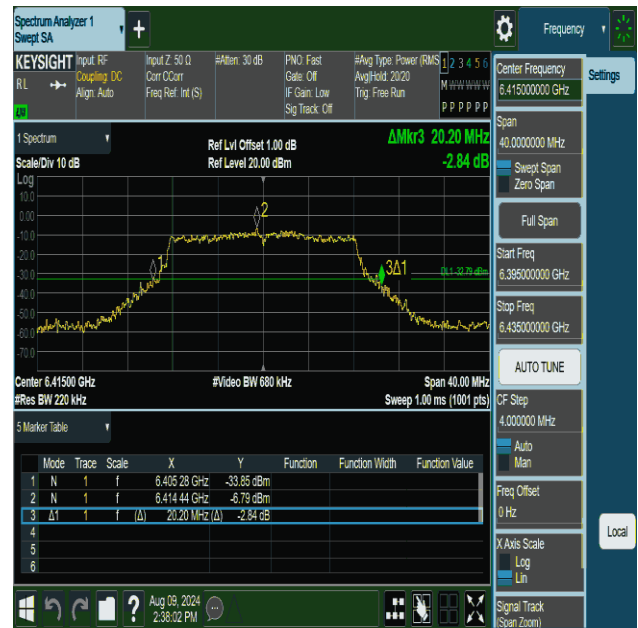 Spectrum Analyzer 1
Swept SA
Frequency
KEYSIGHT
RL
Input: RF
Coupling: DC
Align: Auto
Input Z: 50 Ω
Corr CCorr
Freq Ref: Int (S)
#Atten: 30 dB
PNO: Fast
Gate: Off
IF Gain: Low
Sig Track: Off
#Avg Type: Power (RMS
Avg|Hold: 20/20
Trig: Free Run
1 2 3 4 5 6
M W W W W W
P P P P P P
1 Spectrum
Scale/Div 10 dB
Log
Ref Lvl Offset 1.00 dB
Ref Level 20.00 dBm
ΔMkr3 20.20 MHz
-2.84 dB
10.0
0.00
-10.0
-20.0
-30.0
-40.0
-50.0
-60.0
-70.0
1
2
3Δ1
DL1 -32.79 dBm
Center 6.41500 GHz
#Res BW 220 kHz
#Video BW 680 kHz
Span 40.00 MHz
Sweep 1.00 ms (1001 pts)
5 Marker Table
Mode Trace Scale X Y Function Function Width Function Value
1 N 1 f 6.405 28 GHz -33.85 dBm
2 N 1 f 6.414 44 GHz -6.79 dBm
3 Δ1 1 f (Δ) 20.20 MHz (Δ) -2.84 dB
4
5
6
Aug 09, 2024
2:38:02 PM
?
Center Frequency
6.415000000 GHz
Settings
Span
40.0000000 MHz
Swept Span
Zero Span
Full Span
Start Freq
6.395000000 GHz
Stop Freq
6.435000000 GHz
AUTO TUNE
CF Step
4.000000 MHz
Auto
Man
Freq Offset
0 Hz
X Axis Scale
Log
Lin
Local
Signal Track
(Span Zoom)